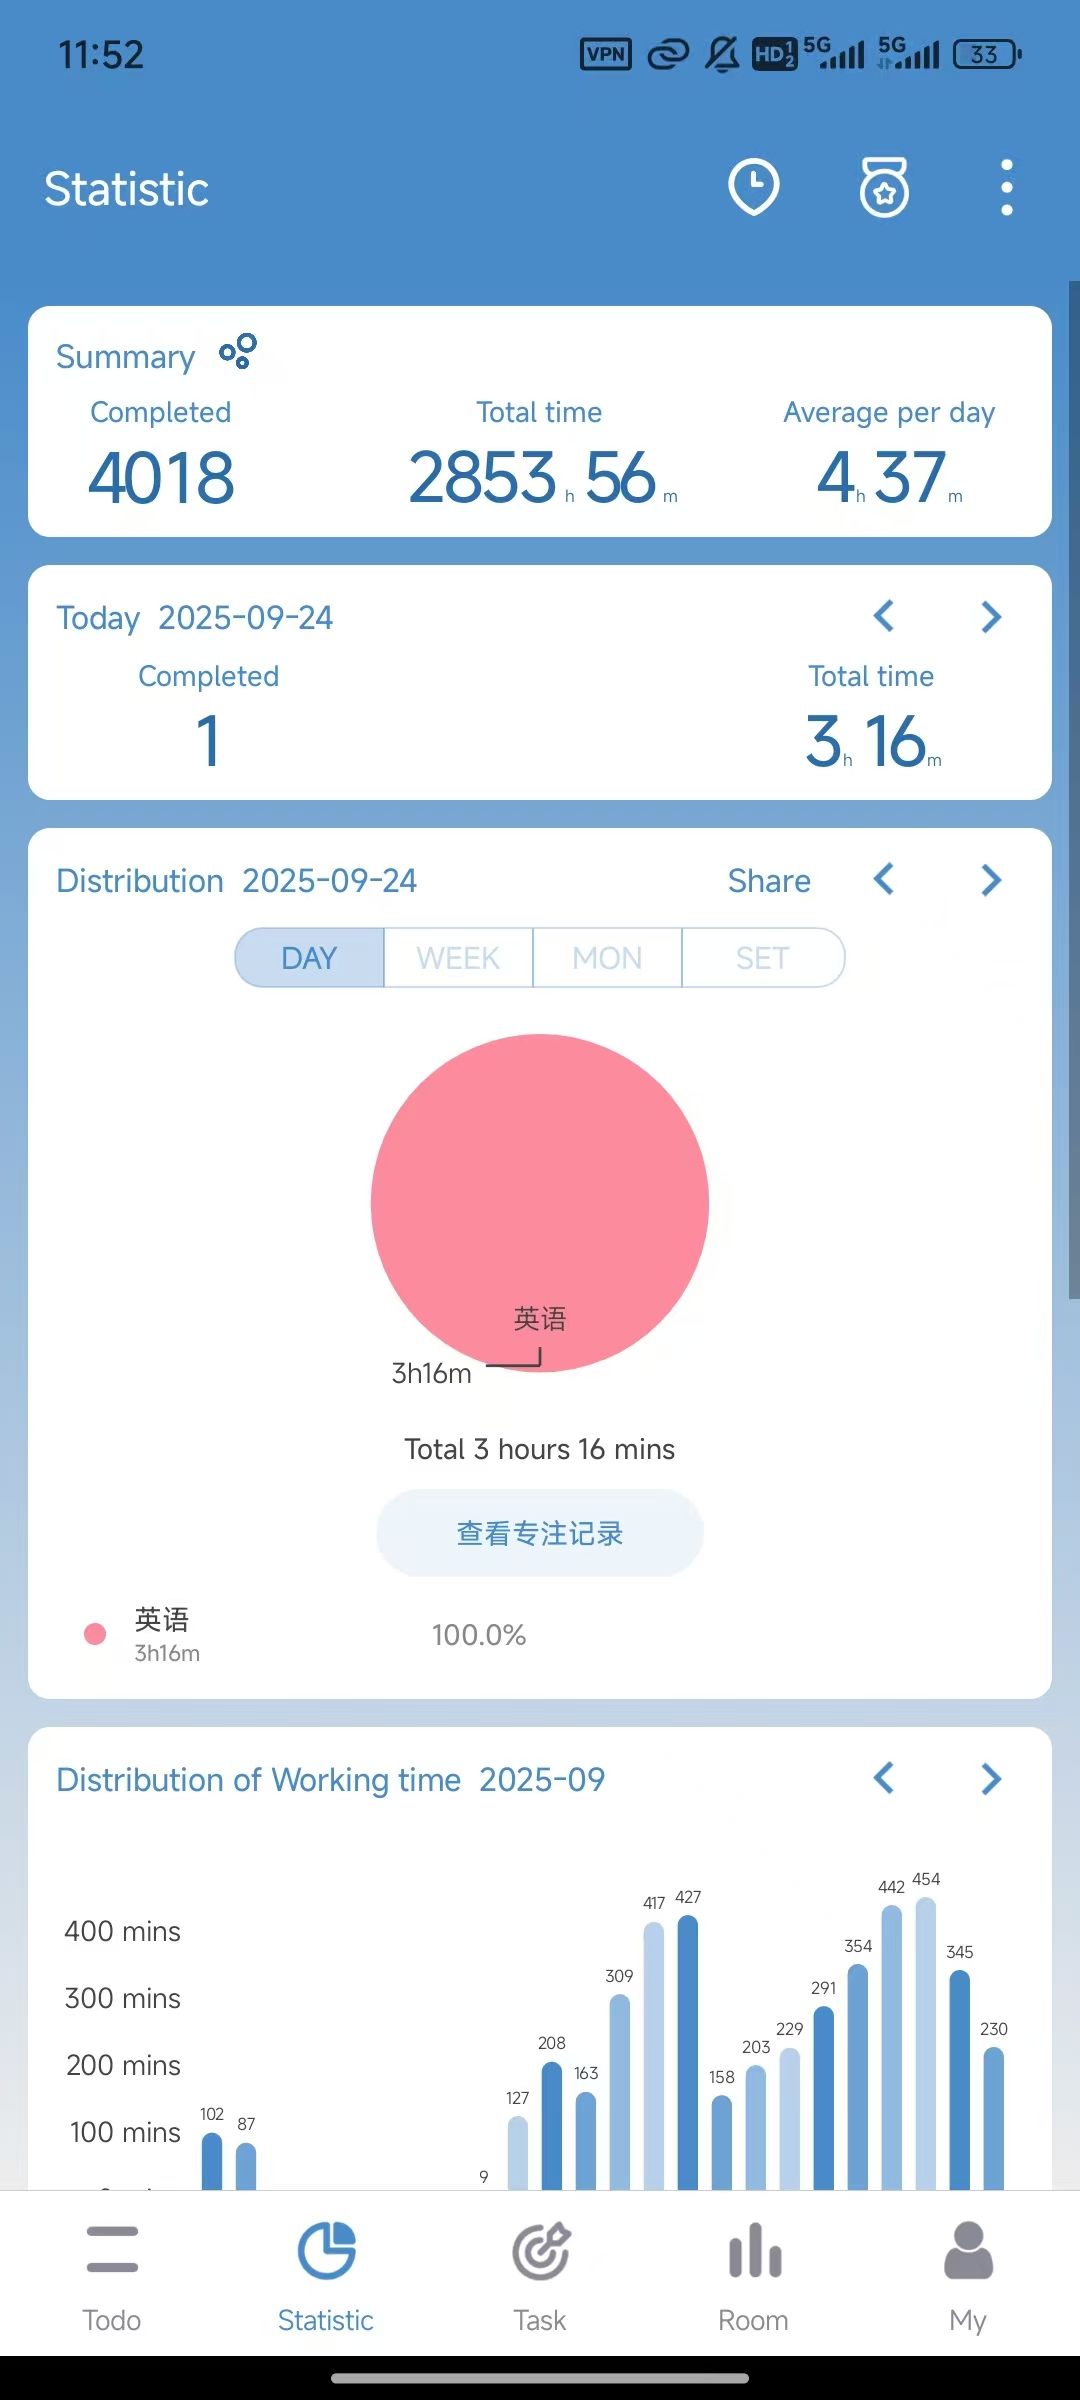 11:52 VPN HD 1 2 5G 5G 33
Statistic
Summary
Completed Total time Average per day
4018 2853 h 56 m 4 h 37 m
Today 2025-09-24
Completed Total time
1 3 h 16 m
Distribution 2025-09-24 Share
DAY WEEK MON SET
英语
3h16m
Total 3 hours 16 mins
查看专注记录
英语
3h16m
100.0%
Distribution of Working time 2025-09
400 mins
300 mins
200 mins
100 mins
102 87 9 127 208 163 309 417 427 158 203 229 291 354 442 454 345 230
Todo Statistic Task Room My